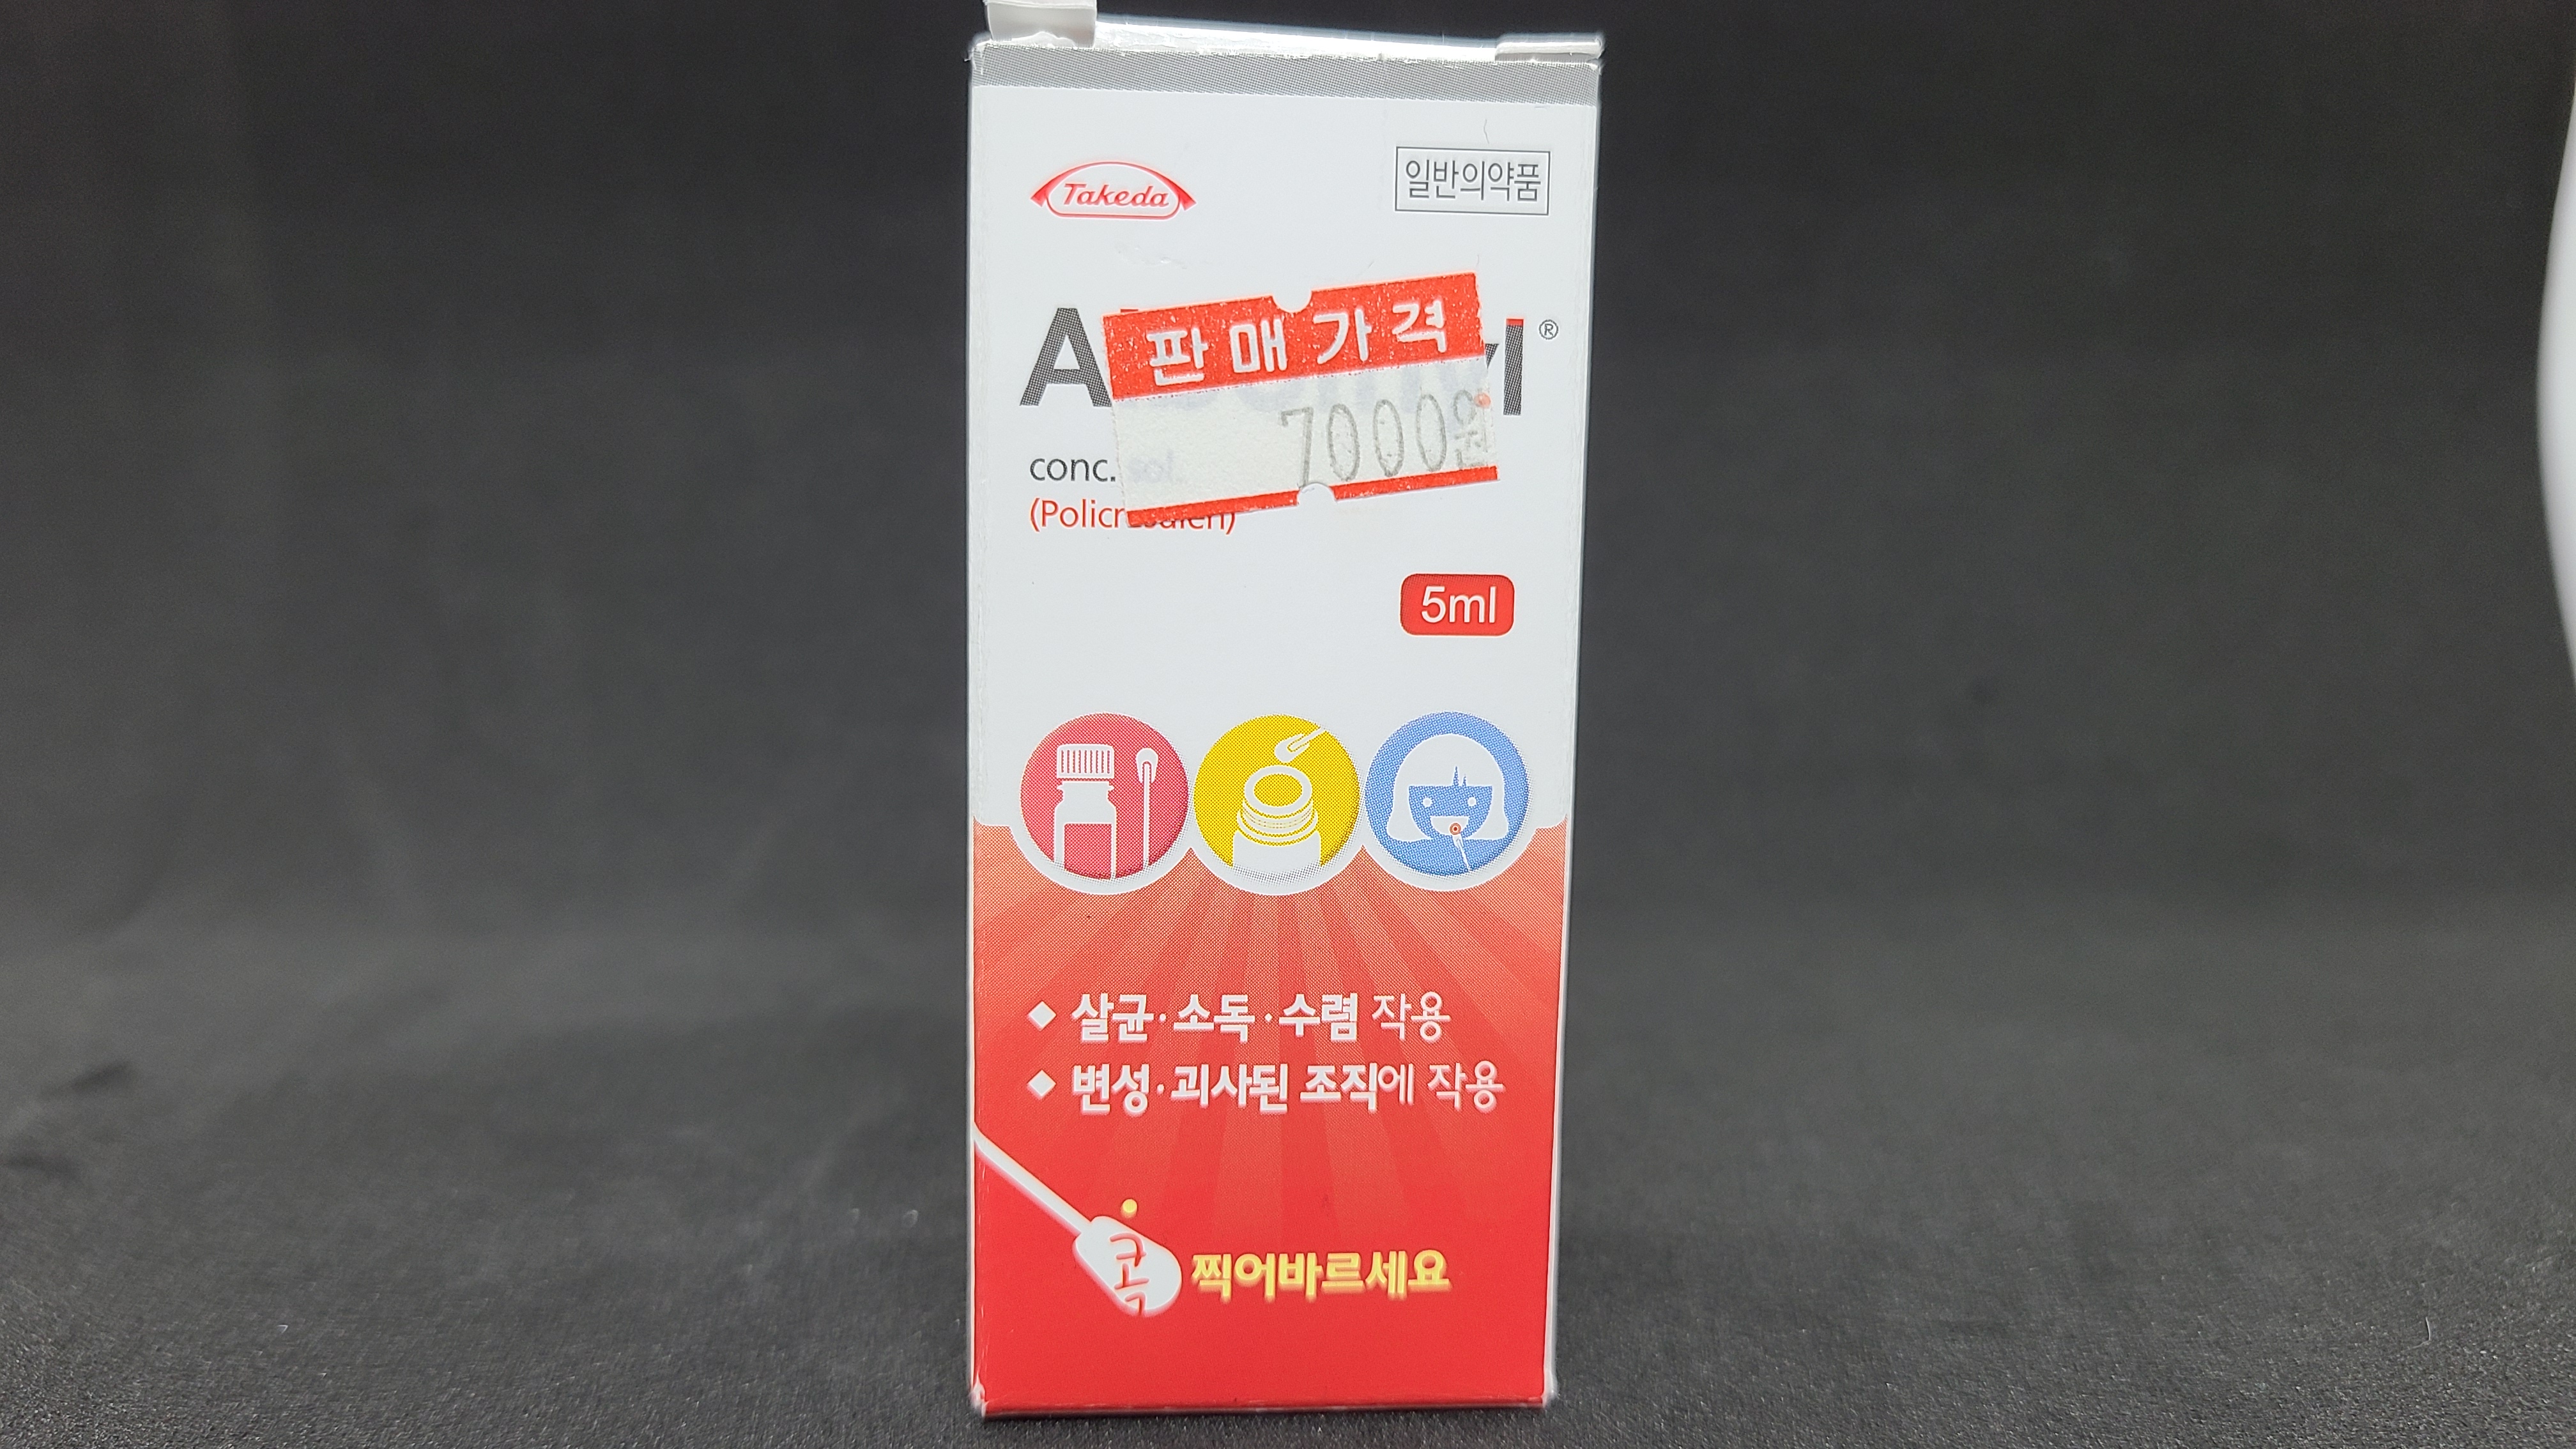 Takeda
일반의약품
판매가격
7000원
®
conc.
5ml
살균·소독·수렴 작용
변성·괴사된 조직에 작용
콕 찍어바르세요